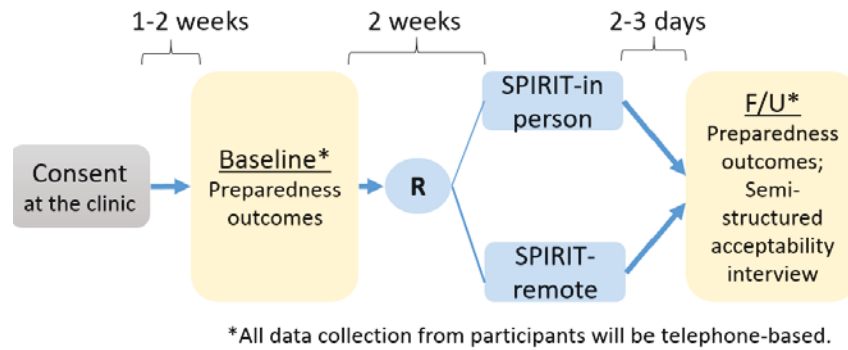 1-2 weeks
2 weeks
2-3 days
Consent
at the clinic
Baseline*
Preparedness
outcomes
R
SPIRIT-in
person
SPIRIT-
remote
F/U*
Preparedness
outcomes;
Semi-
structured
acceptability
interview
*All data collection from participants will be telephone-based.